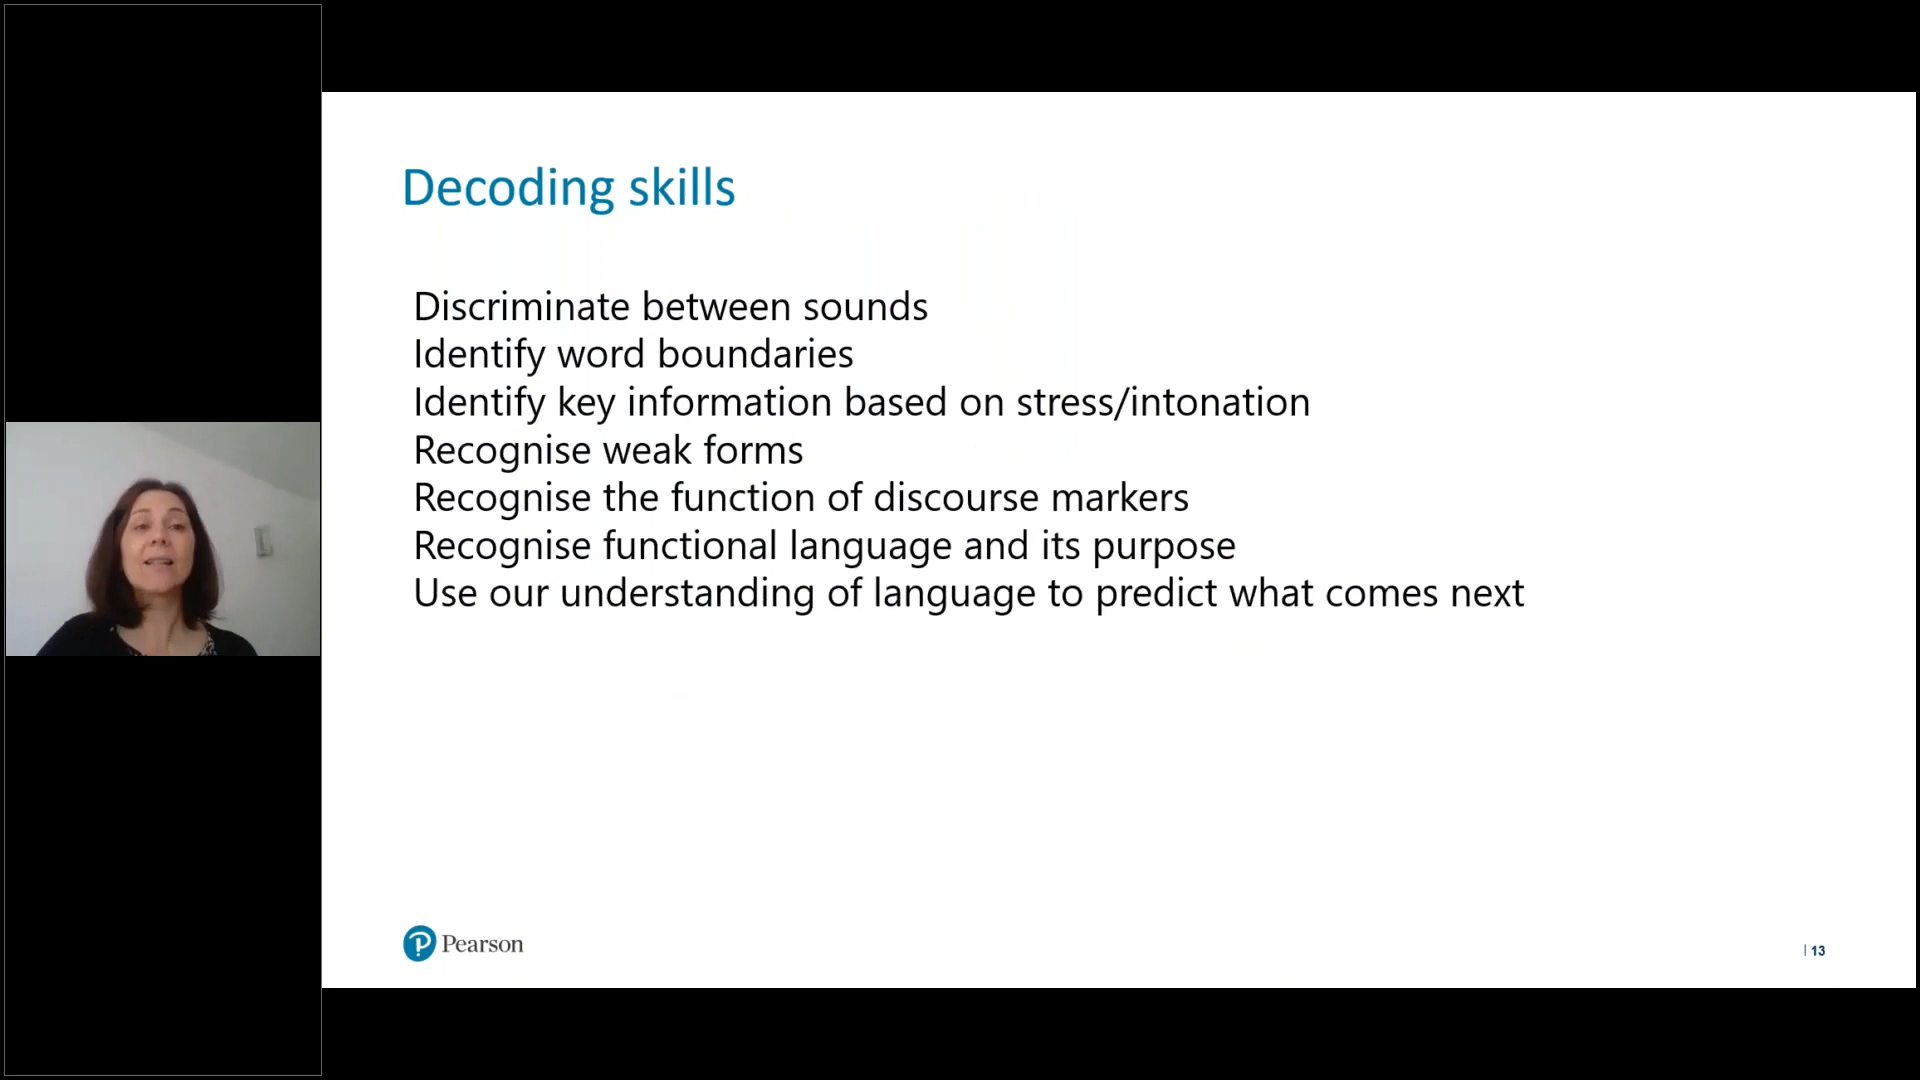 Decoding skills
Discriminate between sounds
Identify word boundaries
Identify key information based on stress/intonation
Recognise weak forms
Recognise the function of discourse markers
Recognise functional language and its purpose
Use our understanding of language to predict what comes next
Pearson
| 13